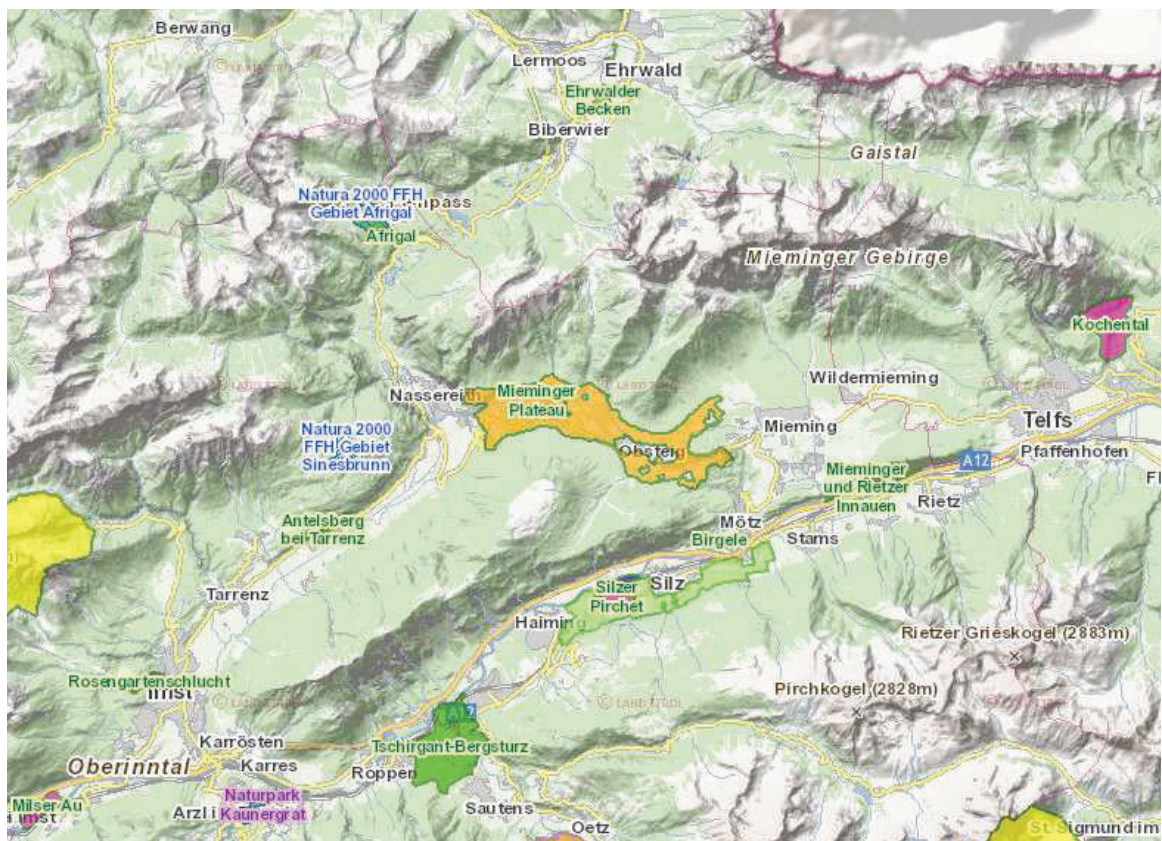 Berwang
Lermoos
Ehrwald
Ehrwalder
Becken
Biberwier
Gaistal
Natura 2000 FFH
Gebiet Afrigal
pass
Afrigal
Mieminger Gebirge
Kochental
Wildermieming
Nassereith
Mieminger
Plateau
Telfs
Mieming
Natura 2000
FFH Gebiet
Sinesbrunn
Obsteig
Pfaffenhofen
A12
Mieminger
und Rietzer
Innauen
Rietz
Antelsberg
bei Tarrenz
Mötz
Stams
Birgele
Silzer
Pirchet
Silz
Tarrenz
Haiming
Rietzer Grieskogel (2883m)
Rosengartenschlucht
Imst
Pirchkogel (2828m)
Karrösten
Tschirgant-Bergsturz
Oberinntal
Karres
Roppen
Milser Au
Arzl i
Naturpark
Kaunergrat
Sautens
Oetz
St. Sigmund im